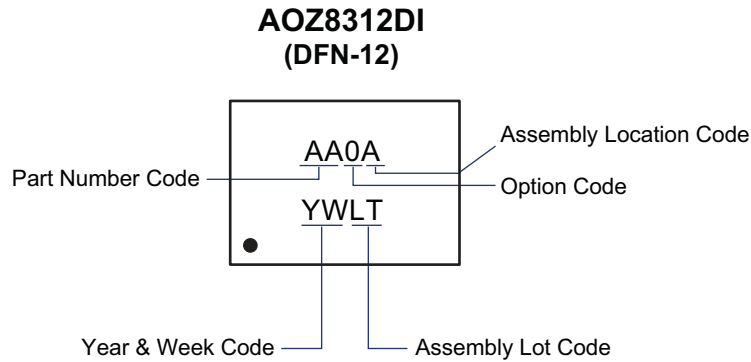 AOZ8312DI
(DFN-12)
AA0A
Assembly Location Code
Part Number Code
Option Code
YWLT
Year & Week Code
Assembly Lot Code